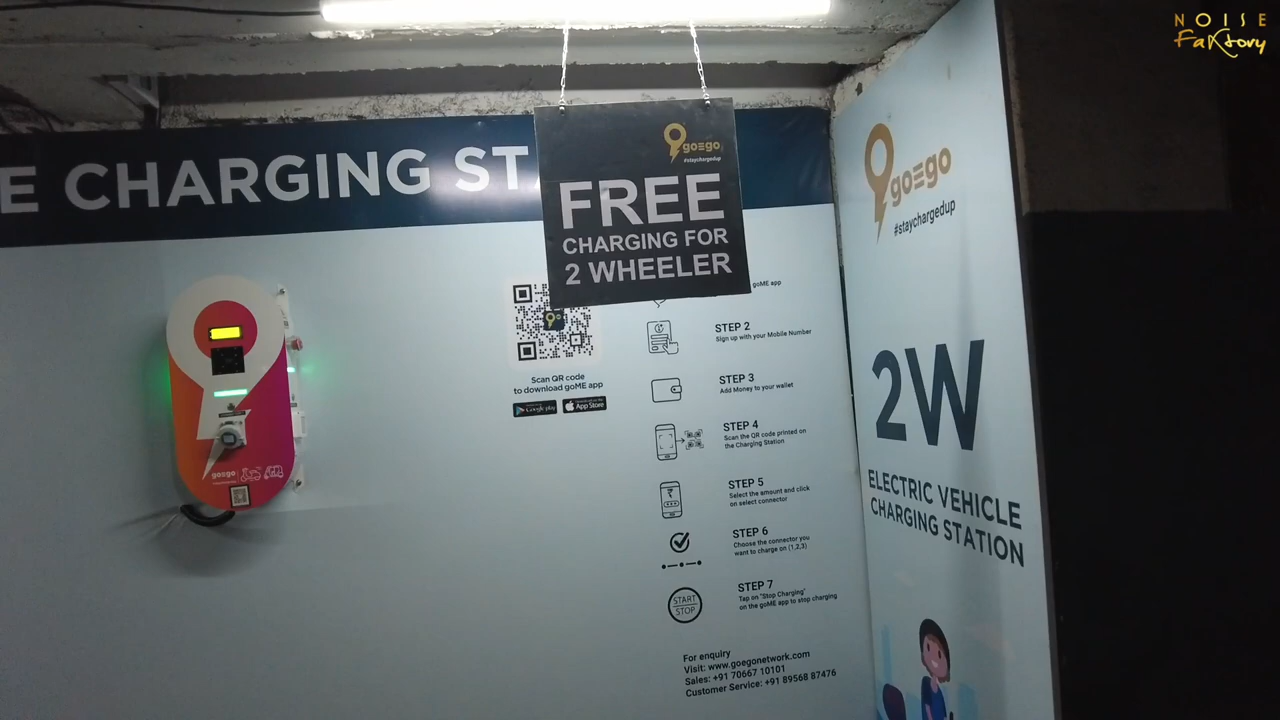 NOISE
FaKtory
E CHARGING ST
goEgo
#staychargedup
FREE
CHARGING FOR
2 WHEELER
goEgo
#staychargedup
2W
ELECTRIC VEHICLE
CHARGING STATION
goME app
STEP 2
Sign up with your Mobile Number
STEP 3
Add Money to your wallet
STEP 4
Scan the QR code printed on
the Charging Station
STEP 5
Select the amount and click
on select connector
STEP 6
Choose the connector you
want to charge on (1,2,3)
START
STOP
STEP 7
Tap on "Stop Charging"
on the goME app to stop charging
Scan QR code
to download goME app
Google play
App Store
goEgo
For enquiry
Visit: www.goegonetwork.com
Sales: +91 70667 10101
Customer Service: +91 89568 87476